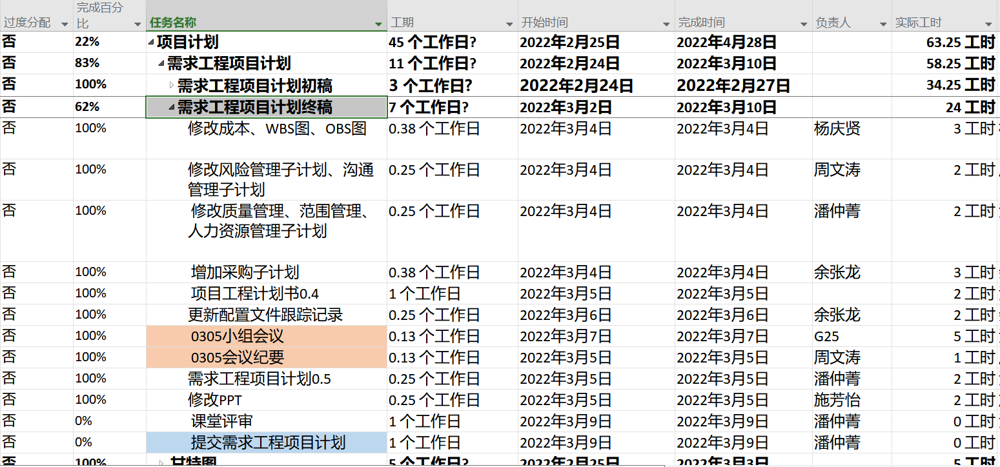 过度分配 完成百分比 任务名称 工期 开始时间 完成时间 负责人 实际工时
否 22% 项目计划 45 个工作日? 2022年2月25日 2022年4月28日 63.25 工时
否 83% 需求工程项目计划 11 个工作日? 2022年2月24日 2022年3月10日 58.25 工时
否 100% 需求工程项目计划初稿 3 个工作日? 2022年2月24日 2022年2月27日 34.25 工时
否 62% 需求工程项目计划终稿 7 个工作日? 2022年3月2日 2022年3月10日 24 工时
否 100% 修改成本、WBS图、OBS图 0.38 个工作日 2022年3月4日 2022年3月4日 杨庆贤 3 工时
否 100% 修改风险管理子计划、沟通 0.25 个工作日 2022年3月4日 2022年3月4日 周文涛 2 工时
管理子计划
否 100% 修改质量管理、范围管理、 0.25 个工作日 2022年3月4日 2022年3月4日 潘仲菁 2 工时
人力资源管理子计划
否 100% 增加采购子计划 0.38 个工作日 2022年3月4日 2022年3月4日 余张龙 3 工时
否 100% 项目工程计划书0.4 1 个工作日 2022年3月5日 2022年3月5日 2 工时
否 100% 更新配置文件跟踪记录 0.25 个工作日 2022年3月6日 2022年3月6日 余张龙 2 工时
否 100% 0305小组会议 0.13 个工作日 2022年3月7日 2022年3月7日 G25 5 工时
否 100% 0305会议纪要 0.13 个工作日 2022年3月5日 2022年3月5日 周文涛 1 工时
否 100% 需求工程项目计划0.5 0.25 个工作日 2022年3月5日 2022年3月5日 潘仲菁 2 工时
否 100% 修改PPT 0.25 个工作日 2022年3月5日 2022年3月5日 施芳怡 2 工时
否 0% 课堂评审 1 个工作日 2022年3月9日 2022年3月9日 潘仲菁 0 工时
否 0% 提交需求工程项目计划 1 个工作日 2022年3月9日 2022年3月9日 潘仲菁 0 工时
否 100% 甘特图 5 个工作日? 2022年2月25日 2022年3月3日 5 工时